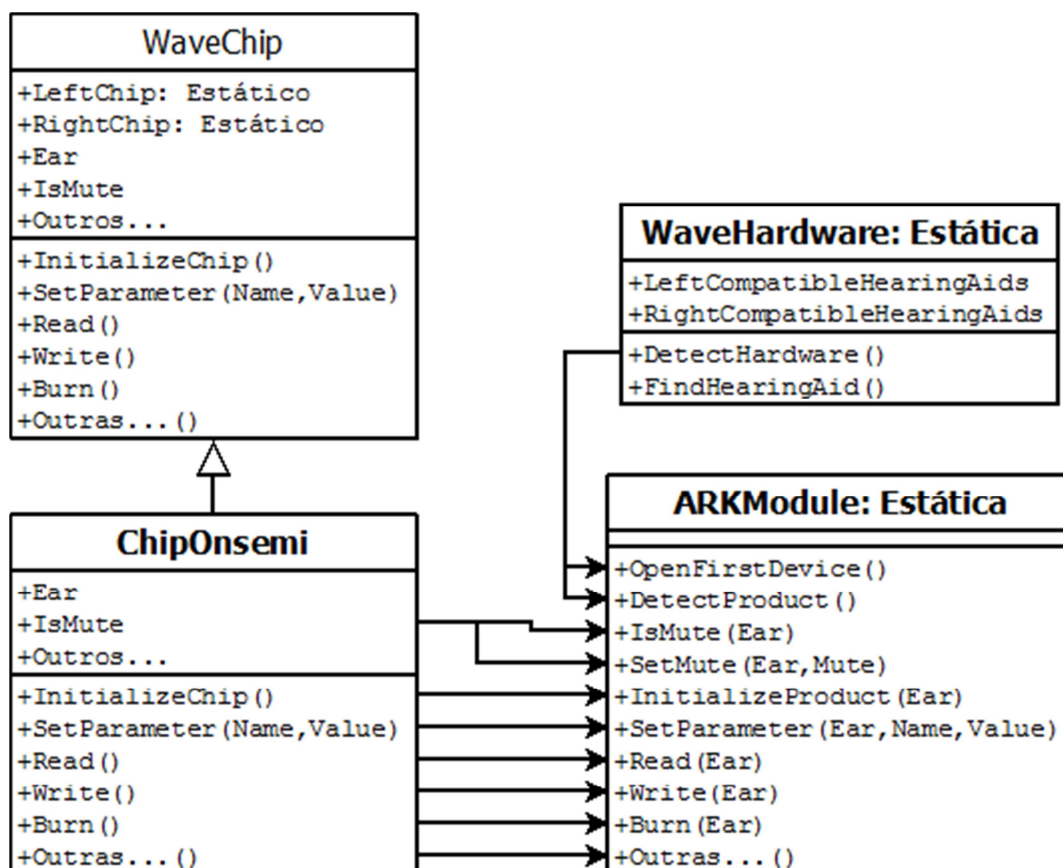 WaveChip
+LeftChip: Estático
+RightChip: Estático
+Ear
+IsMute
+Outros...
+InitializeChip()
+SetParameter(Name,Value)
+Read()
+Write()
+Burn()
+Outras...()
WaveHardware: Estática
+LeftCompatibleHearingAids
+RightCompatibleHearingAids
+DetectHardware()
+FindHearingAid()
ChipOnsemi
+Ear
+IsMute
+Outros...
+InitializeChip()
+SetParameter(Name,Value)
+Read()
+Write()
+Burn()
+Outras...()
ARKModule: Estática
+OpenFirstDevice()
+DetectProduct()
+IsMute(Ear)
+SetMute(Ear,Mute)
+InitializeProduct(Ear)
+SetParameter(Ear,Name,Value)
+Read(Ear)
+Write(Ear)
+Burn(Ear)
+Outras...()